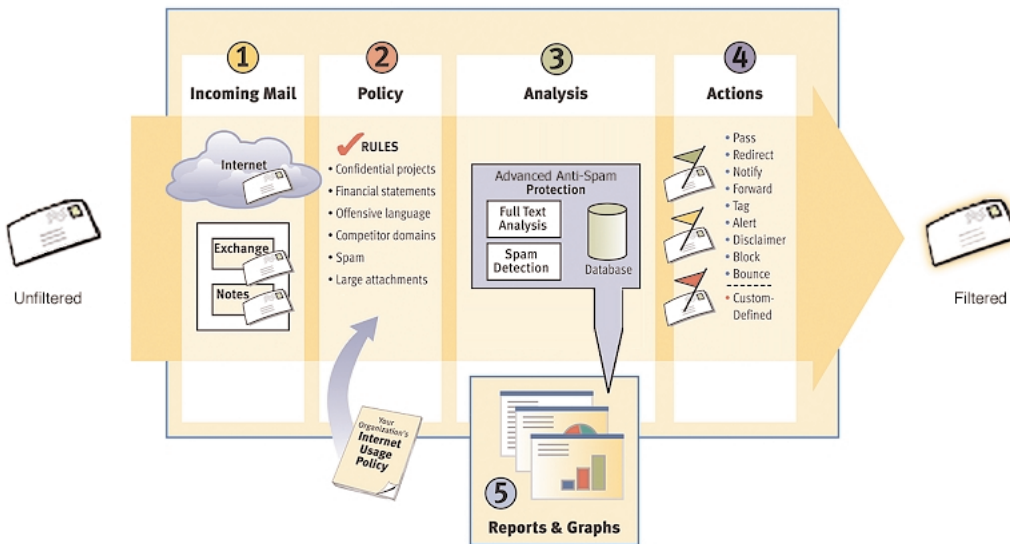 Unfiltered
1
Incoming Mail
Internet
Exchange
Notes
2
Policy
RULES
• Confidential projects
• Financial statements
• Offensive language
• Competitor domains
• Spam
• Large attachments
Your
Organization's
Internet
Usage
Policy
3
Analysis
Advanced Anti-Spam
Protection
Full Text
Analysis
Spam
Detection
Database
4
Actions
• Pass
• Redirect
• Notify
• Forward
• Tag
• Alert
• Disclaimer
• Block
• Bounce
• Custom-
Defined
5
Reports & Graphs
Filtered